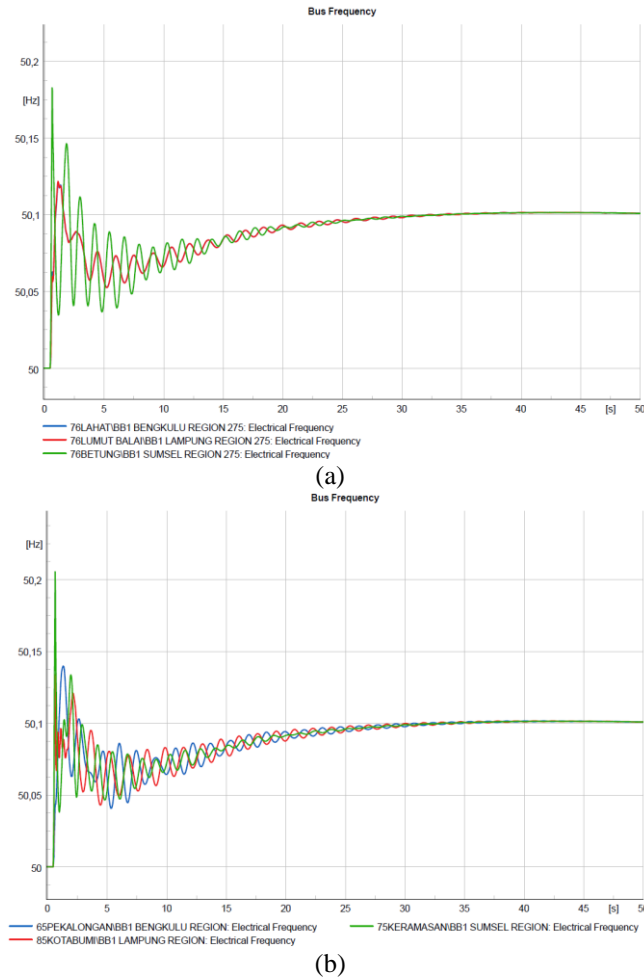 Bus Frequency
50,2
[Hz]
50,15
50,1
50,05
50
0 5 10 15 20 25 30 35 40 45 [s] 50
76LAHAT\BB1 BENGKULU REGION 275: Electrical Frequency
76LUMUT BALAI\BB1 LAMPUNG REGION 275: Electrical Frequency
76BETUNG\BB1 SUMSEL REGION 275: Electrical Frequency
(a)
Bus Frequency
[Hz]
50,2
50,15
50,1
50,05
50
0 5 10 15 20 25 30 35 40 45 [s] 50
65PEKALONGAN\BB1 BENGKULU REGION: Electrical Frequency 75KERAMASAN\BB1 SUMSEL REGION: Electrical Frequency
85KOTABUMI\BB1 LAMPUNG REGION: Electrical Frequency
(b)